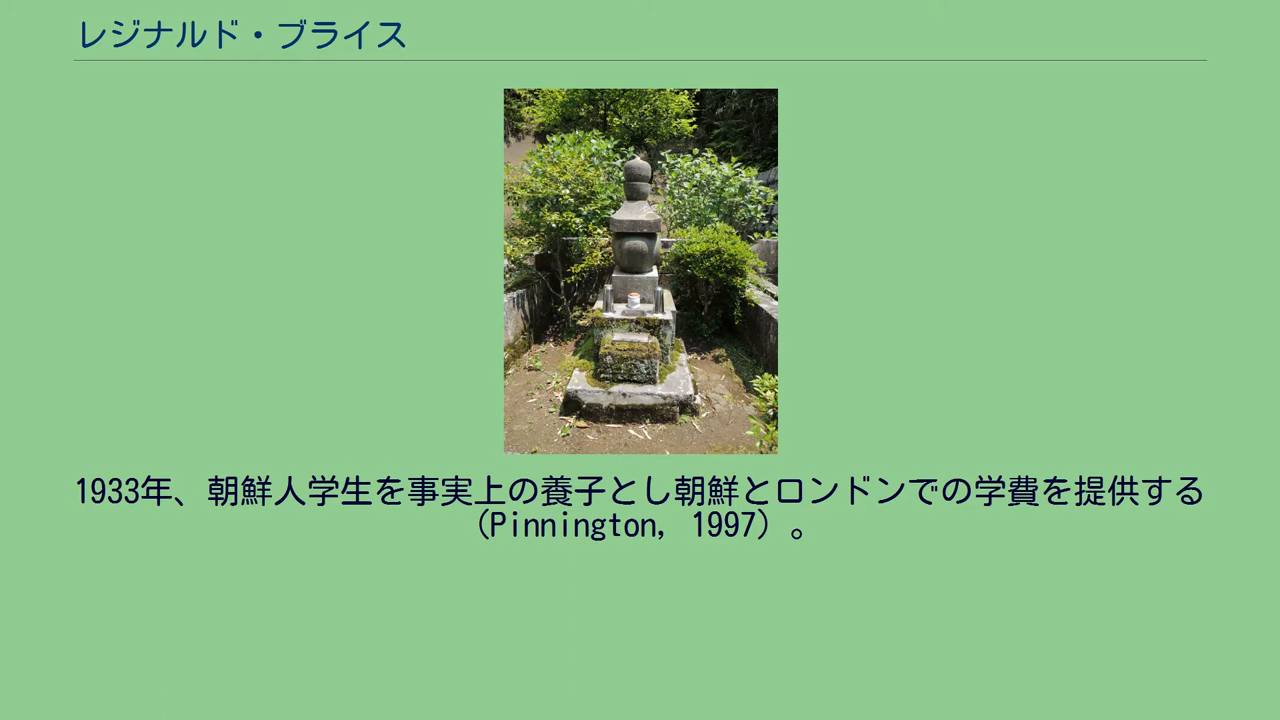 レジナルド・ブライス
1933年、朝鮮人学生を事実上の養子とし朝鮮とロンドンでの学費を提供する
(Pinnington, 1997) 。